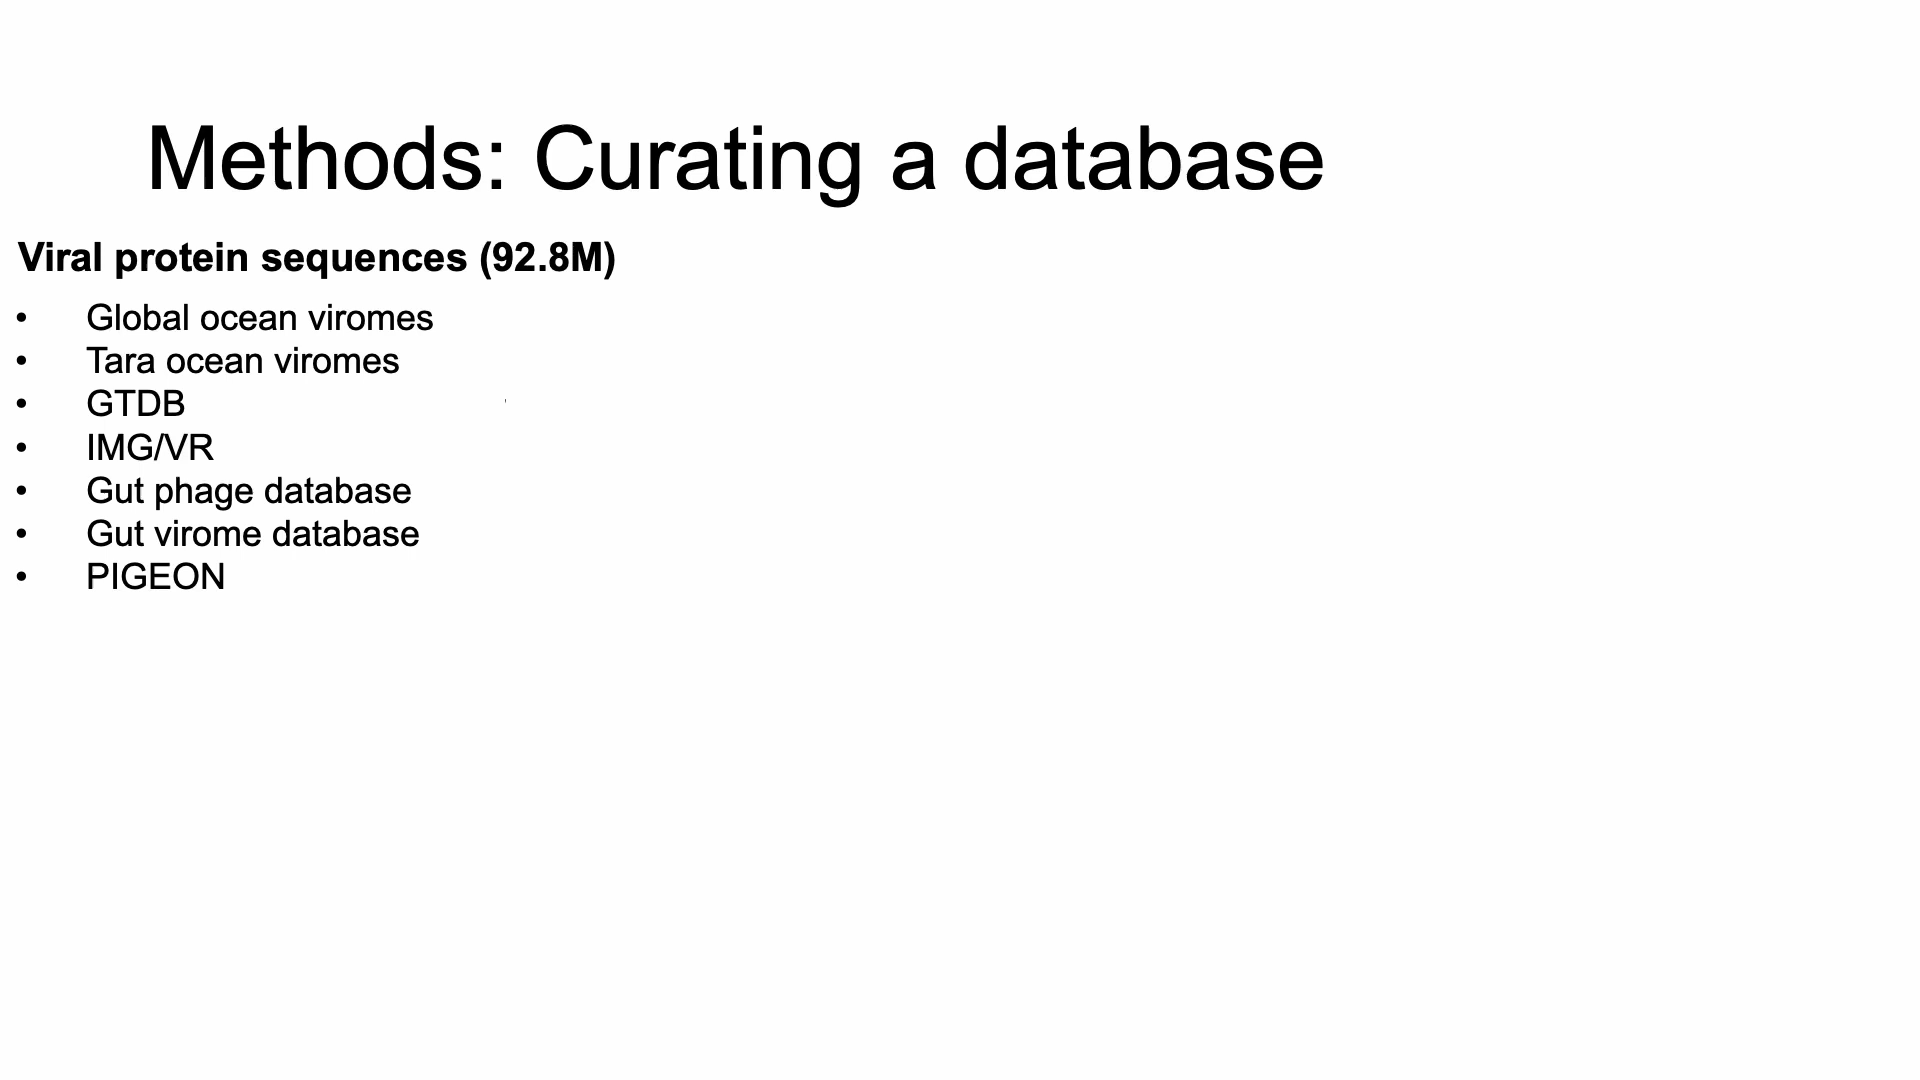 Methods: Curating a database
Viral protein sequences (92.8M)
• Global ocean viromes
• Tara ocean viromes
• GTDB
• IMG/VR
• Gut phage database
• Gut virome database
• PIGEON